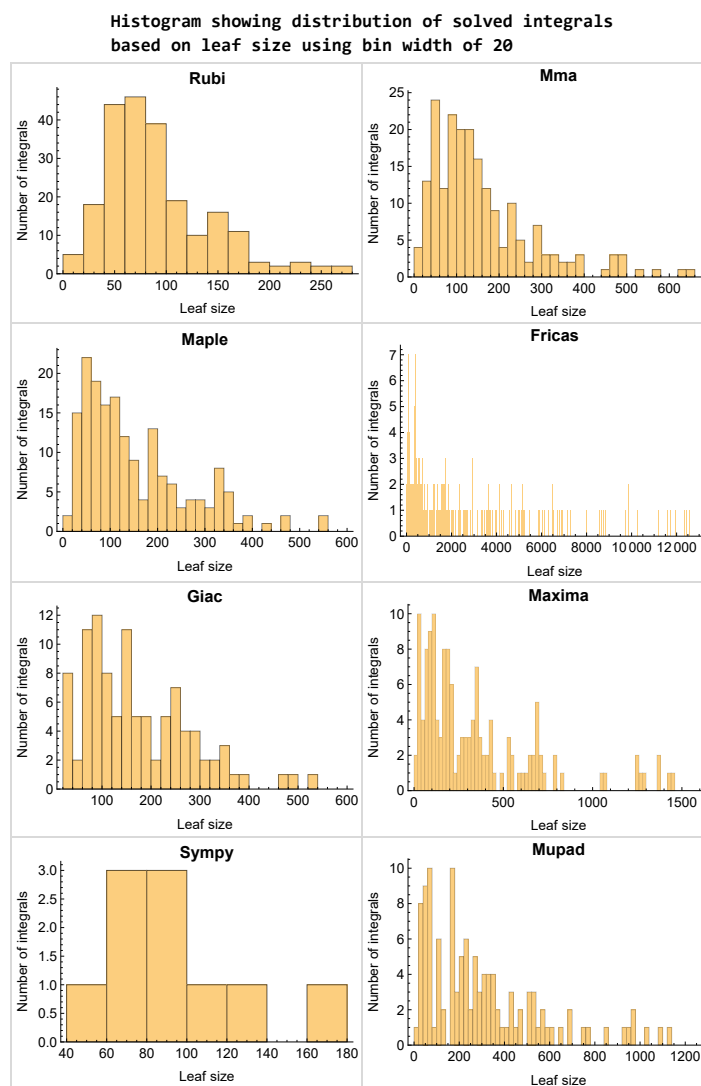 Histogram showing distribution of solved integrals
based on leaf size using bin width of 20
Rubi
Number of integrals
0 10 20 30 40
0 50 100 150 200 250
Leaf size
Mma
Number of integrals
0 5 10 15 20 25
0 100 200 300 400 500 600
Leaf size
Maple
Number of integrals
0 5 10 15 20
0 100 200 300 400 500 600
Leaf size
Fricas
Number of integrals
0 1 2 3 4 5 6 7
0 2000 4000 6000 8000 10000 12000
Leaf size
Giac
Number of integrals
0 2 4 6 8 10 12
100 200 300 400 500 600
Leaf size
Maxima
Number of integrals
0 2 4 6 8 10
0 500 1000 1500
Leaf size
Sympy
Number of integrals
0.0 0.5 1.0 1.5 2.0 2.5 3.0
40 60 80 100 120 140 160 180
Leaf size
Mupad
Number of integrals
0 2 4 6 8 10
0 200 400 600 800 1000 1200
Leaf size